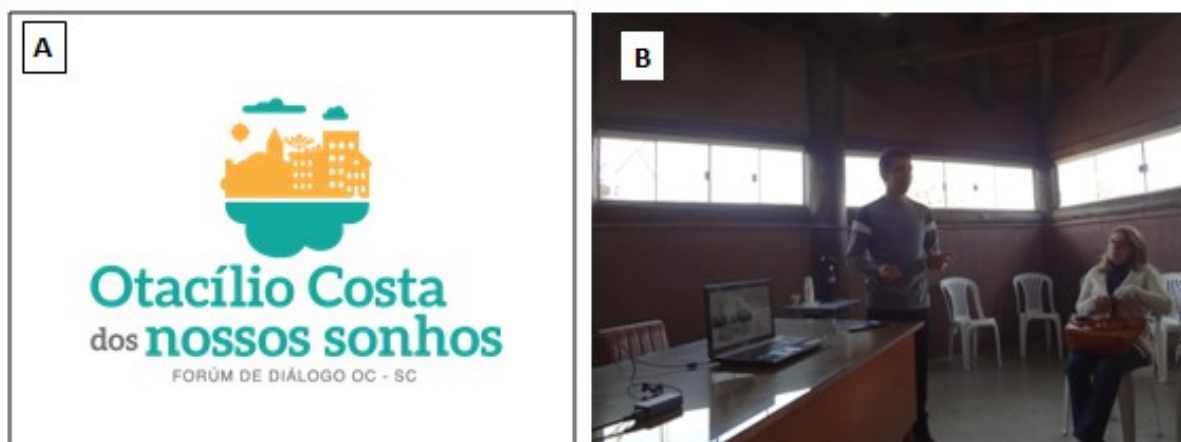 A
Otacílio Costa
dos nossos sonhos
FORÚM DE DIÁLOGO OC - SC
B